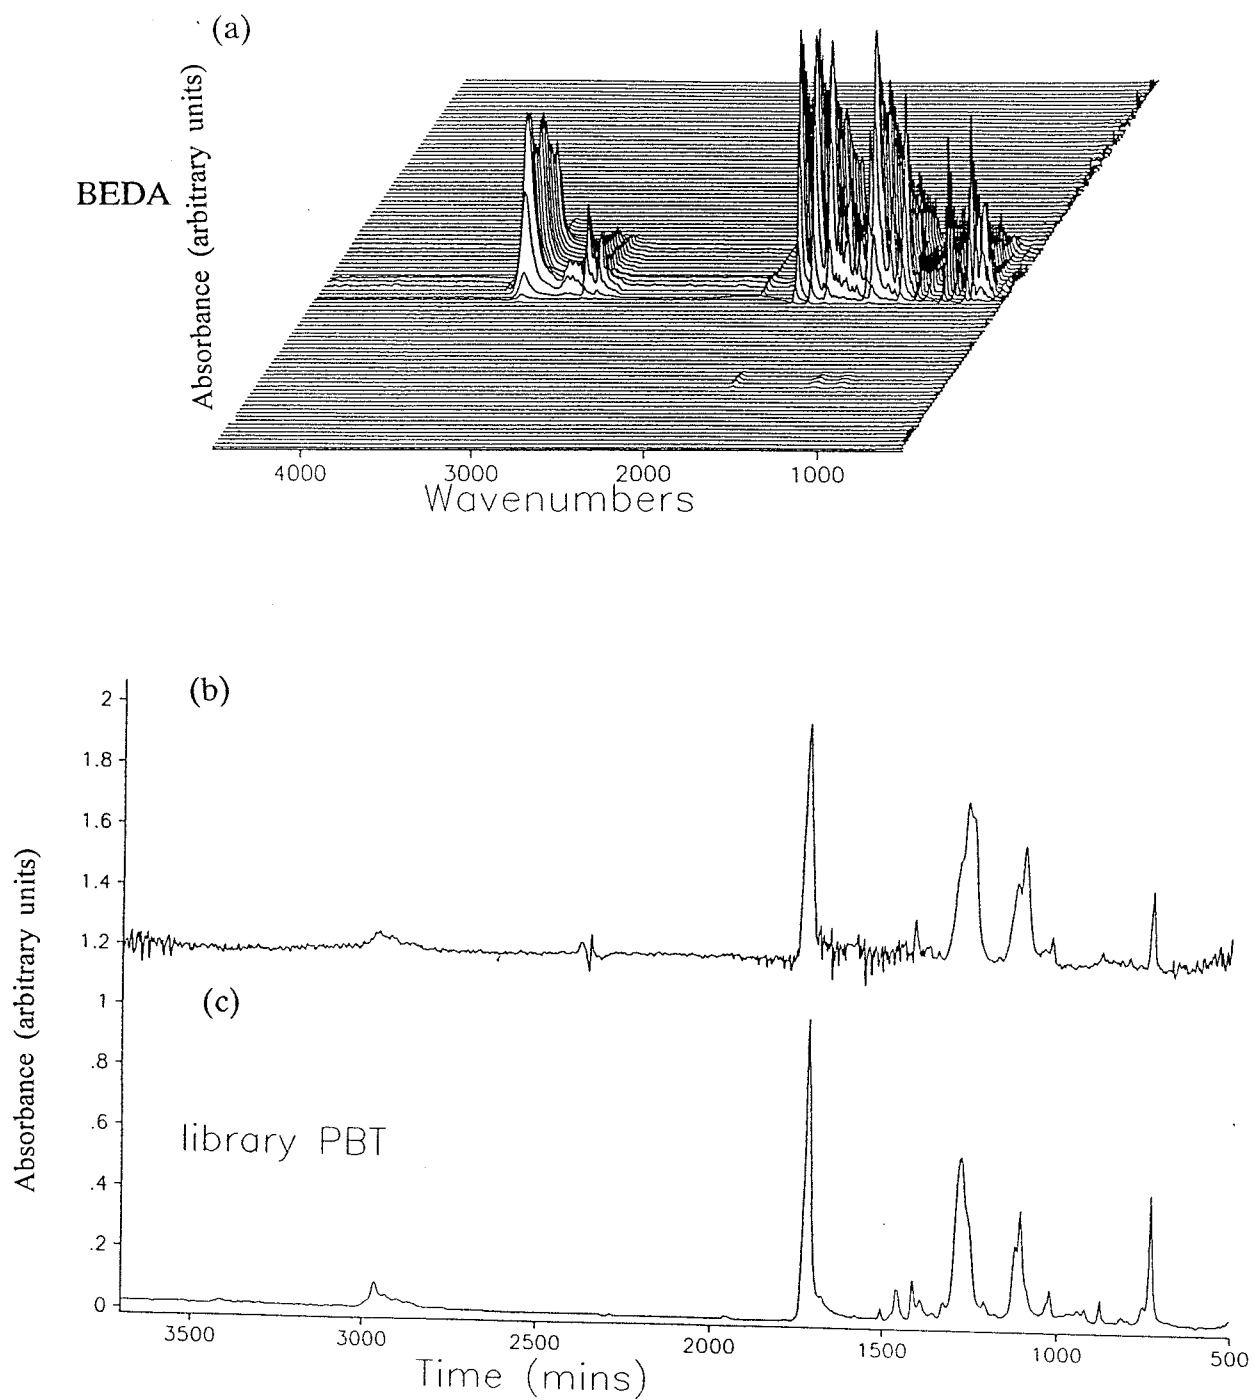 (a)
BEDA
Absorbance (arbitrary units)
4000 3000 2000 1000
Wavenumbers
(b)
2
1.8
1.6
1.4
1.2
1
.8
.6
.4
.2
0
Absorbance (arbitrary units)
(c)
library PBT
3500 3000 2500 2000 1500 1000 500
Time (mins)